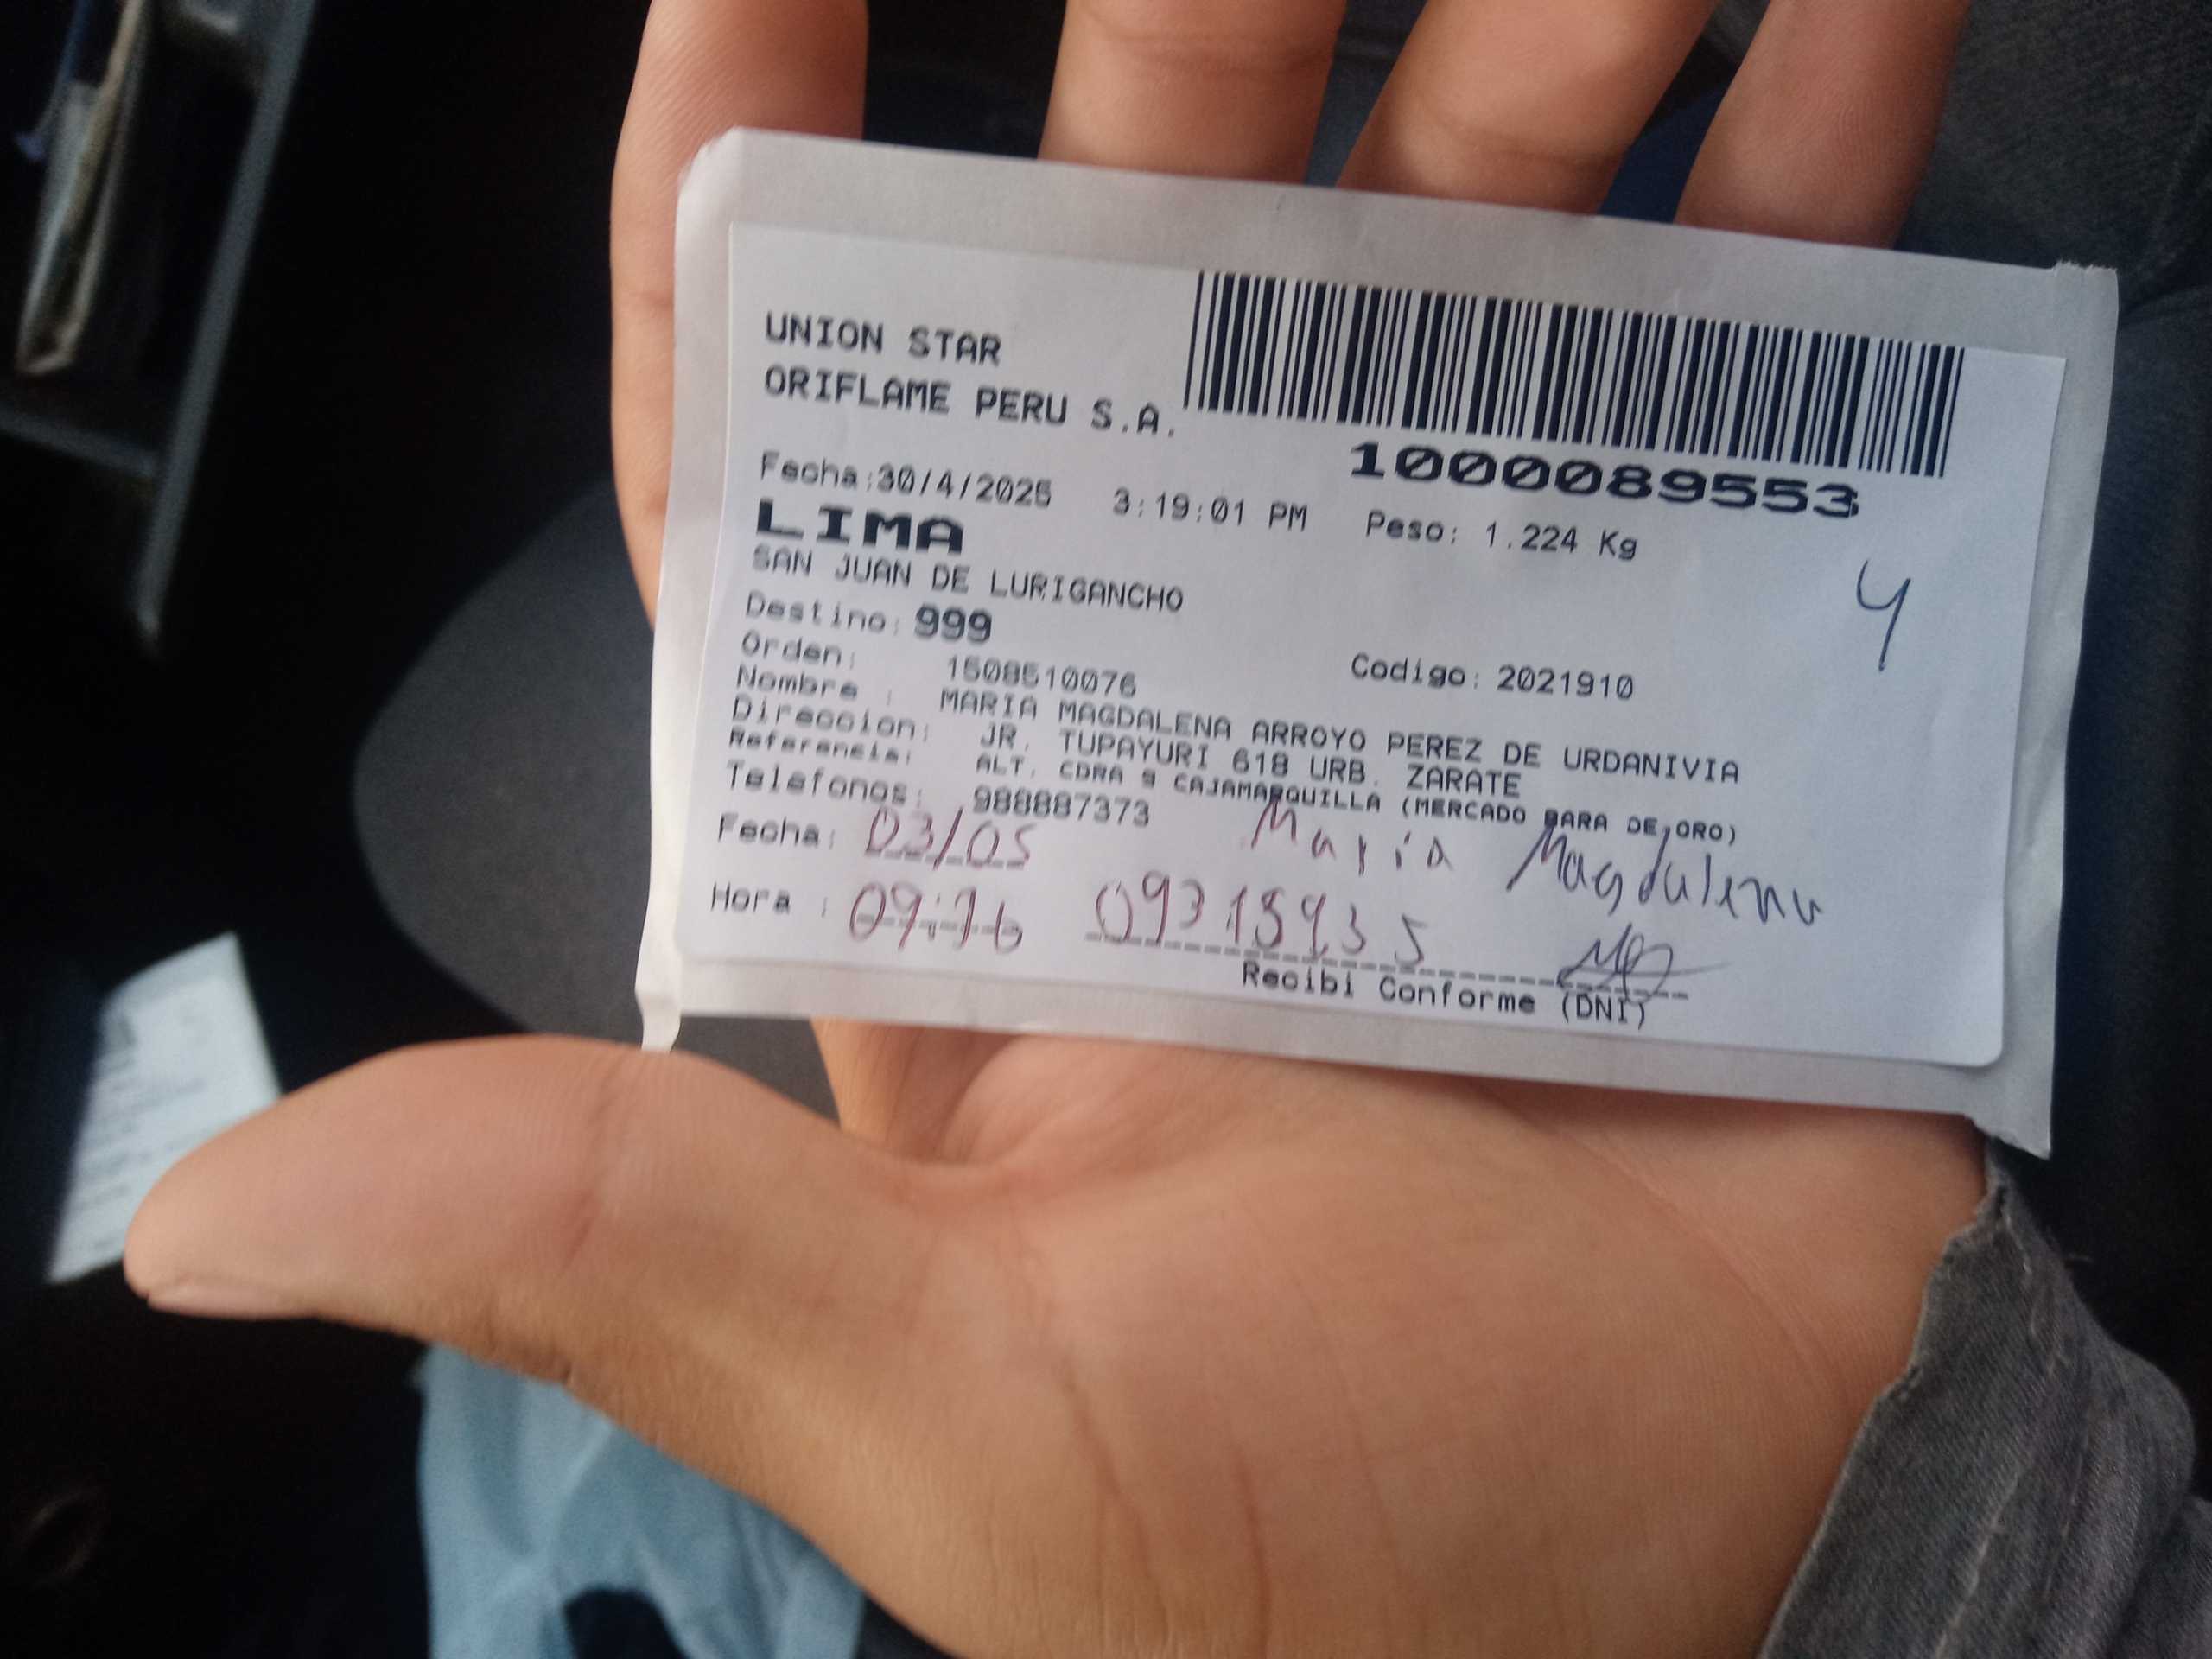 UNION STAR
ORIFLAME PERU S.A.
1000089553
Fecha:30/4/2025 3:19:01 PM Peso: 1.224 Kg
LIMA
SAN JUAN DE LURIGANCHO
4
Destino: 999
Orden: 1508510076 Codigo: 2021910
Nombre : MARIA MAGDALENA ARROYO PEREZ DE URDANIVIA
Direccion: JR. TUPAYURI 618 URB. ZARATE
Referencia: ALT. CDRA 9 CAJAMARQUILLA (MERCADO BARA DE ORO)
Telefonos: 988887373
Fecha: 03/05 Maria Magdalena
Hora : 09:16
Recibi Conforme (DNI)